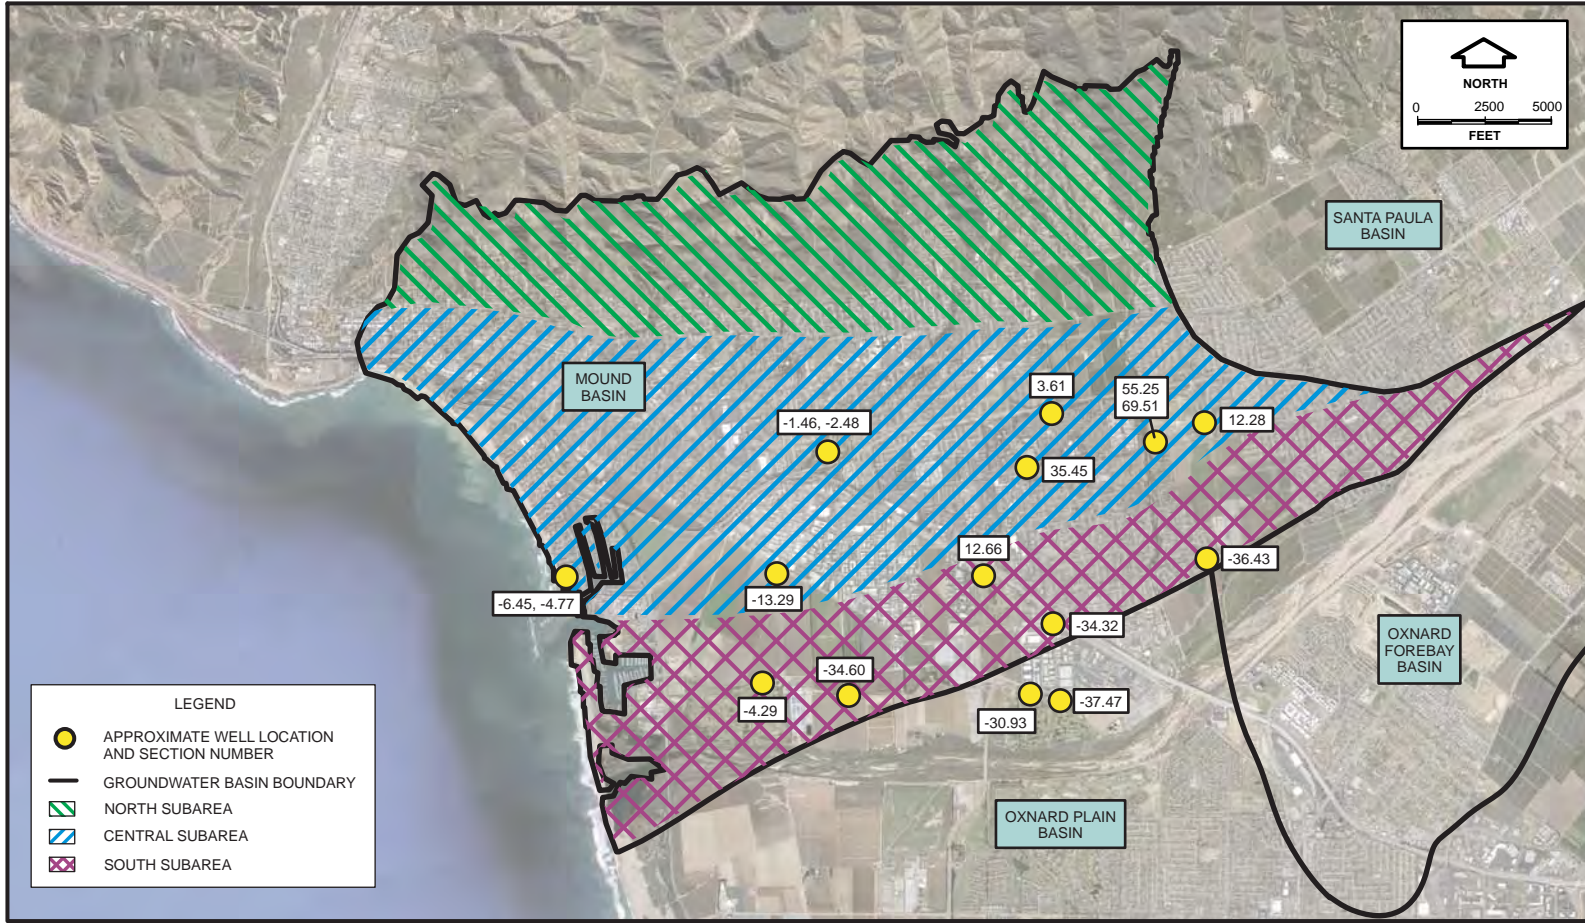 NORTH
0 2500 5000
FEET
SANTA PAULA
BASIN
MOUND
BASIN
3.61
55.25
69.51
-1.46, -2.48
12.28
35.45
12.66
-36.43
-6.45, -4.77
-13.29
-34.32
OXNARD
FOREBAY
BASIN
-34.60
-4.29
-30.93
-37.47
OXNARD PLAIN
BASIN
LEGEND
APPROXIMATE WELL LOCATION
AND SECTION NUMBER
GROUNDWATER BASIN BOUNDARY
NORTH SUBAREA
CENTRAL SUBAREA
SOUTH SUBAREA